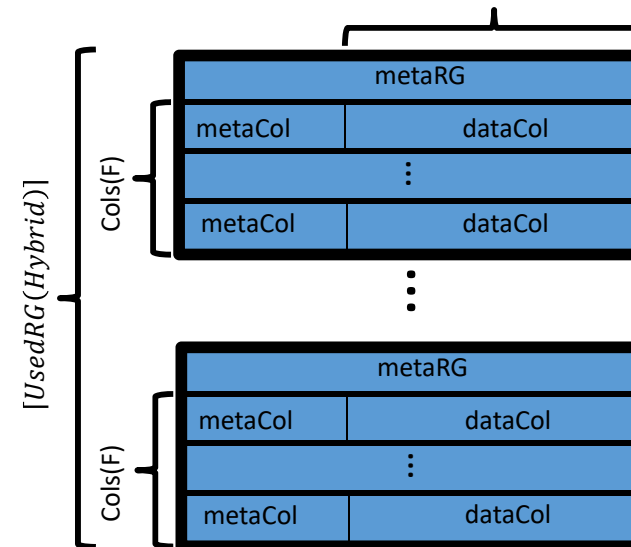 metaRG
metaCol dataCol
⋮
metaCol dataCol
Cols(F)
⋮
|UsedRG(Hybrid)|
metaRG
metaCol dataCol
⋮
metaCol dataCol
Cols(F)